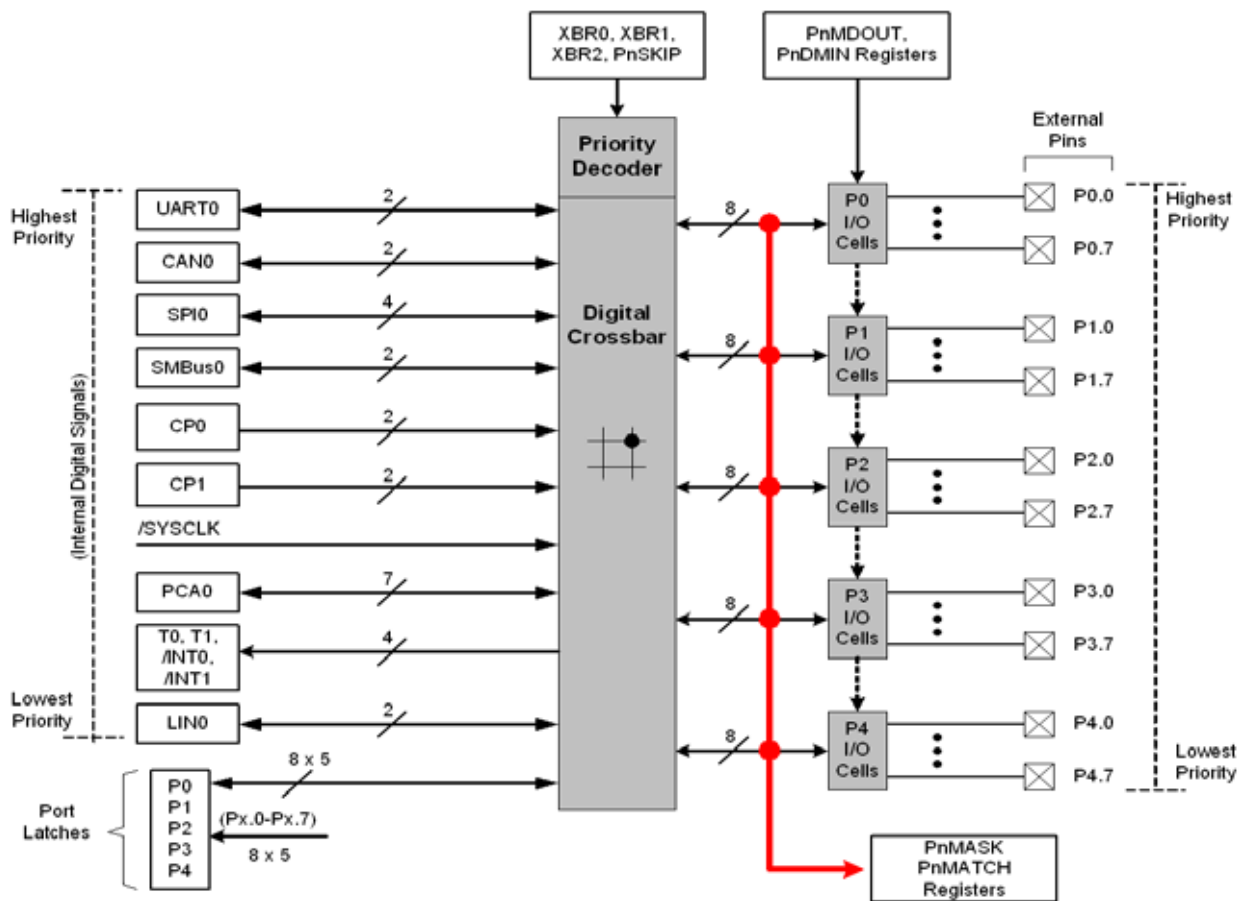 XBR0, XBR1,
XBR2, PnSKIP
PnMDOUT,
PnDMIN Registers
External
Pins
Priority
Decoder
Digital
Crossbar
Highest
Priority
(Internal Digital Signals)
Lowest
Priority
UART0
2
CAN0
2
SPI0
4
SMBus0
2
CP0
2
CP1
2
/SYSCLK
PCA0
7
T0, T1,
/INT0,
/INT1
4
LIN0
2
Port
Latches
P0
P1
P2
P3
P4
8 x 5
(Px.0-Px.7)
8 x 5
8
P0
I/O
Cells
P0.0
P0.7
8
P1
I/O
Cells
P1.0
P1.7
8
P2
I/O
Cells
P2.0
P2.7
8
P3
I/O
Cells
P3.0
P3.7
8
P4
I/O
Cells
P4.0
P4.7
Highest
Priority
Lowest
Priority
PnMASK
PnMATCH
Registers